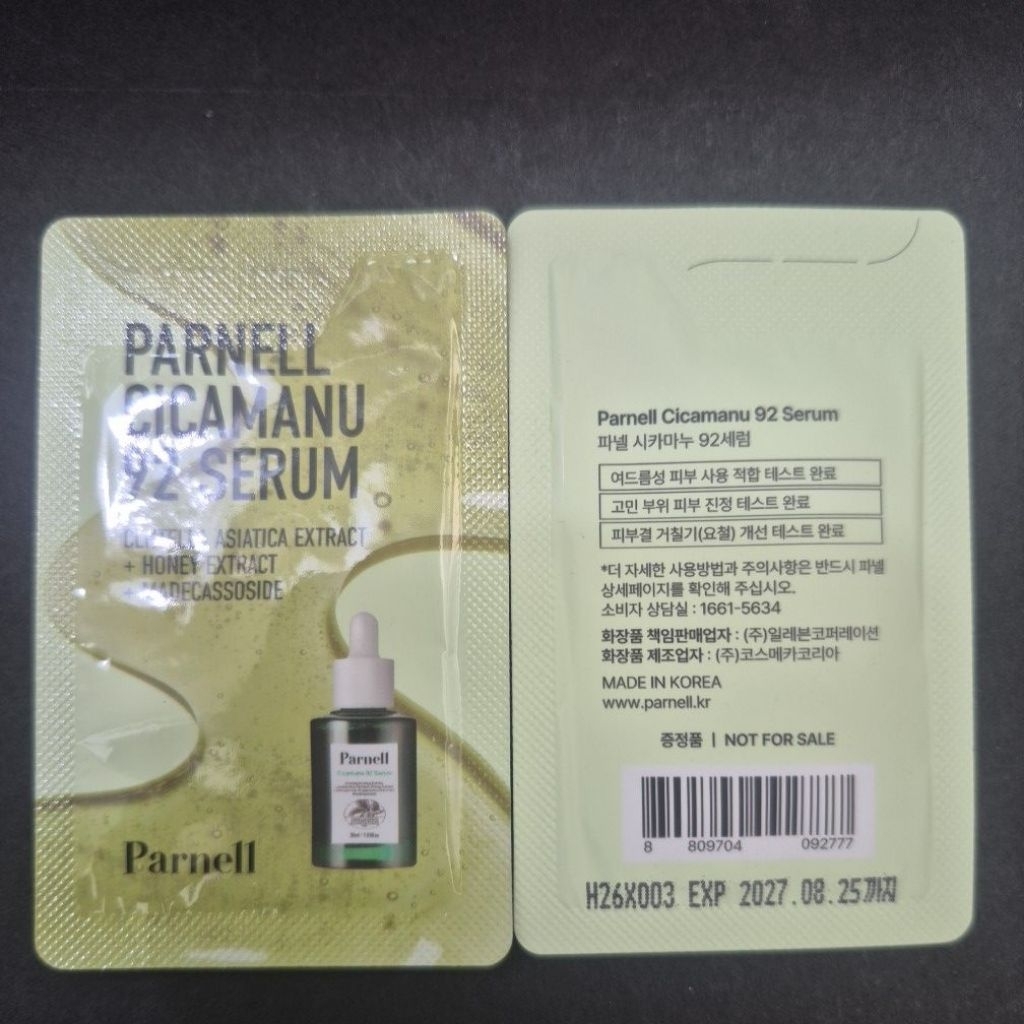 PARNELL
CICAMANU
92 SERUM
CENTELLA ASIATICA EXTRACT
+ HONEY EXTRACT
+ MADECASSOSIDE
Parnell
Cicamanu 92 Serum
Parnell
Parnell Cicamanu 92 Serum
파넬 시카마누 92세럼
여드름성 피부 사용 적합 테스트 완료
고민 부위 피부 진정 테스트 완료
피부결 거칠기(요철) 개선 테스트 완료
*더 자세한 사용방법과 주의사항은 반드시 파넬
상세페이지를 확인해 주십시오.
소비자 상담실 : 1661-5634
화장품 책임판매업자 : (주)일레븐코퍼레이션
화장품 제조업자 : (주)코스메카코리아
MADE IN KOREA
www.parnell.kr
증정품 | NOT FOR SALE
8 809704 092777
H26X003 EXP 2027.08.25까지